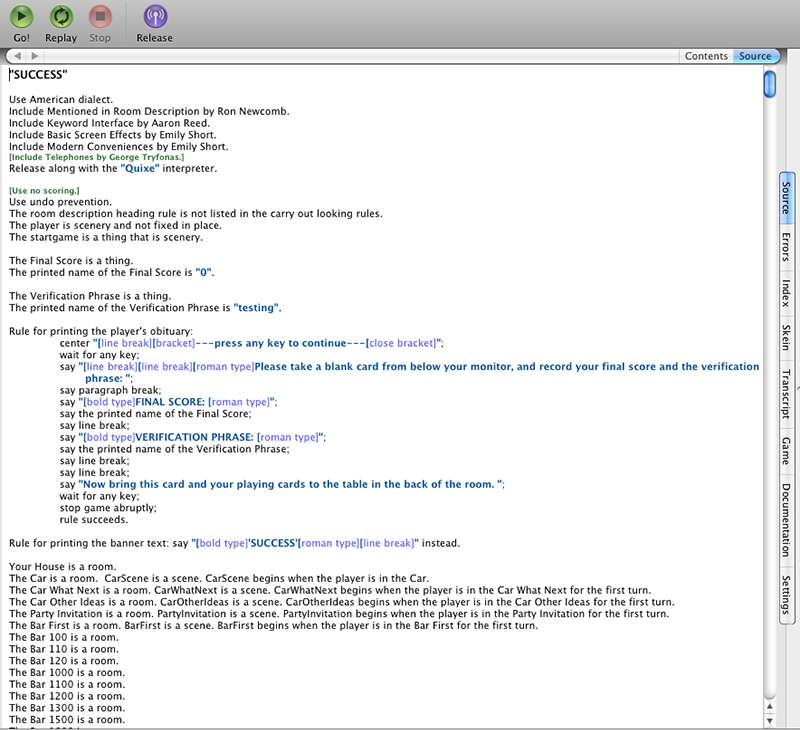 Go! Replay Stop Release
Contents Source
"SUCCESS"
Use American dialect.
Include Mentioned in Room Description by Ron Newcomb.
Include Keyword Interface by Aaron Reed.
Include Basic Screen Effects by Emily Short.
Include Modern Conveniences by Emily Short.
[Include Telephones by George Tryfonas.]
Release along with the "Quixe" interpreter.
[Use no scoring.]
Use undo prevention.
The room description heading rule is not listed in the carry out looking rules.
The player is scenery and not fixed in place.
The startgame is a thing that is scenery.
The Final Score is a thing.
The printed name of the Final Score is "0".
The Verification Phrase is a thing.
The printed name of the Verification Phrase is "testing".
Rule for printing the player's obituary:
center "[line break][bracket]---press any key to continue---[close bracket]";
wait for any key;
say "[line break][line break][roman type]Please take a blank card from below your monitor, and record your final score and the verification
phrase: ";
say paragraph break;
say "[bold type]FINAL SCORE: [roman type]";
say the printed name of the Final Score;
say line break;
say "[bold type]VERIFICATION PHRASE: [roman type]";
say the printed name of the Verification Phrase;
say line break;
say line break;
say "Now bring this card and your playing cards to the table in the back of the room. ";
wait for any key;
stop game abruptly;
rule succeeds.
Rule for printing the banner text: say "[bold type]'SUCCESS'[roman type][line break]" instead.
Your House is a room.
The Car is a room.  CarScene is a scene. CarScene begins when the player is in the Car.
The Car What Next is a room. CarWhatNext is a scene. CarWhatNext begins when the player is in the Car What Next for the first turn.
The Car Other Ideas is a room. CarOtherIdeas is a scene. CarOtherIdeas begins when the player is in the Car Other Ideas for the first turn.
The Party Invitation is a room. PartyInvitation is a scene. PartyInvitation begins when the player is in the Party Invitation for the first turn.
The Bar First is a room. BarFirst is a scene. BarFirst begins when the player is in the Bar First for the first turn.
The Bar 100 is a room.
The Bar 110 is a room.
The Bar 120 is a room.
The Bar 1000 is a room.
The Bar 1100 is a room.
The Bar 1200 is a room.
The Bar 1300 is a room.
The Bar 1500 is a room.
Source
Errors
Index
Skein
Transcript
Game
Documentation
Settings